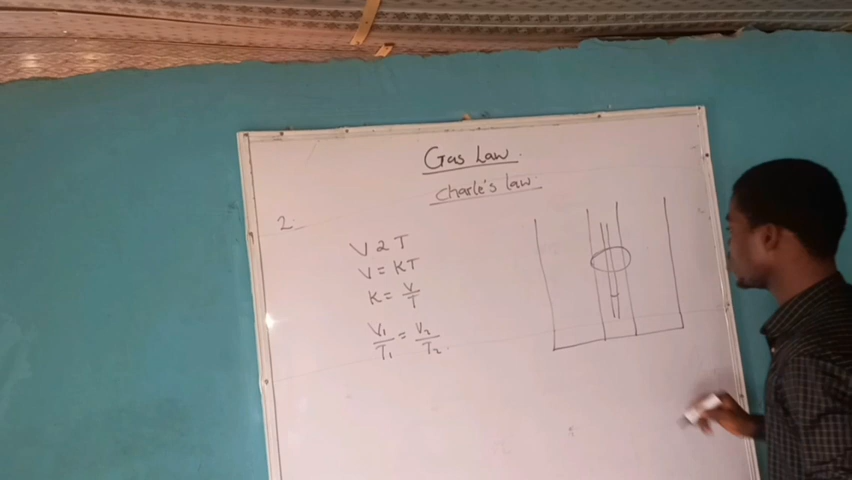 Gas Law.
Charle's law.
2.
V α T
V = KT
K = V/T
V₁/T₁ = V₂/T₂.